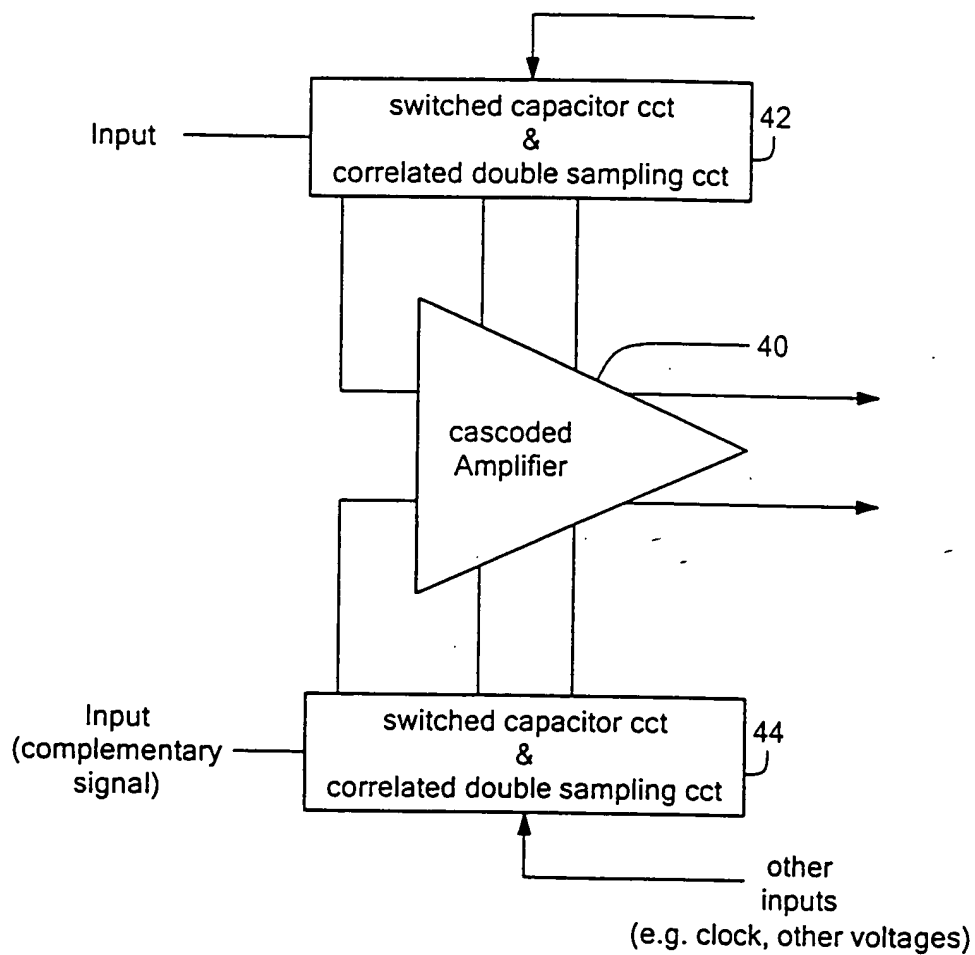 switched capacitor cct
&
correlated double sampling cct
42
Input
40
cascoded
Amplifier
Input
(complementary
signal)
switched capacitor cct
&
correlated double sampling cct
44
other
inputs
(e.g. clock, other voltages)